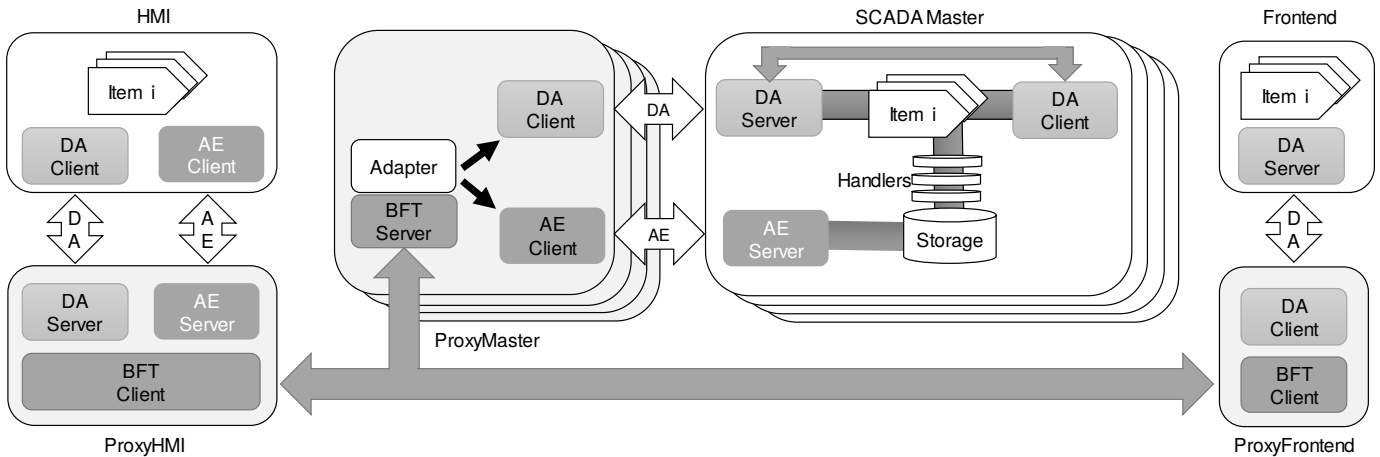 HMI
Item i
DA
Client
AE
Client
D
A
A
E
DA
Server
AE
Server
BFT
Client
ProxyHMI
Adapter
BFT
Server
DA
Client
AE
Client
ProxyMaster
DA
AE
SCADA Master
DA
Server
Item i
DA
Client
Handlers
AE
Server
Storage
Frontend
Item i
DA
Server
D
A
DA
Client
BFT
Client
ProxyFrontend